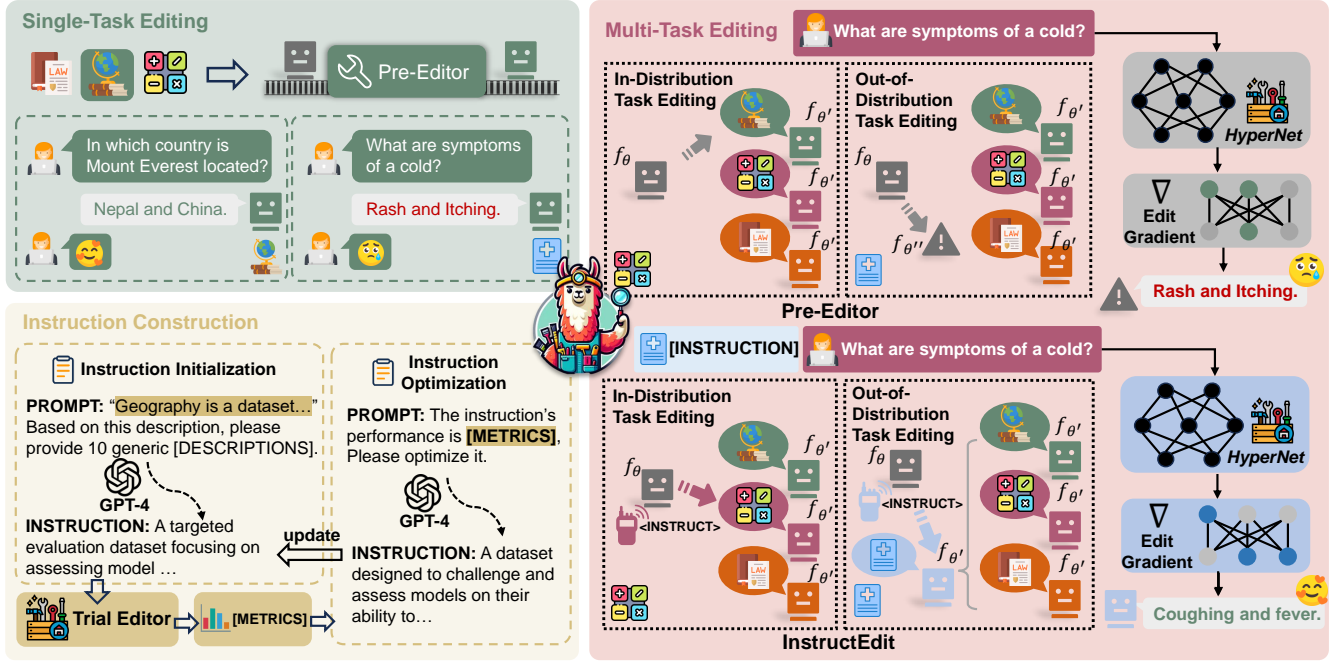 Single-Task Editing
LAW
Pre-Editor
In which country is
Mount Everest located?
Nepal and China.
What are symptoms
of a cold?
Rash and Itching.
Instruction Construction
Instruction Initialization
PROMPT: “Geography is a dataset…”
Based on this description, please
provide 10 generic [DESCRIPTIONS].
GPT-4
INSTRUCTION: A targeted
evaluation dataset focusing on
assessing model …
Trial Editor
[METRICS]
Instruction
Optimization
PROMPT: The instruction’s
performance is [METRICS],
Please optimize it.
GPT-4
update
INSTRUCTION: A dataset
designed to challenge and
assess models on their
ability to…
Multi-Task Editing
What are symptoms of a cold?
In-Distribution
Task Editing
fθ
fθ′
fθ′
LAW
fθ′
Out-of-
Distribution
Task Editing
fθ
fθ′′
fθ′
fθ′
LAW
fθ′
Pre-Editor
HyperNet
∇
Edit
Gradient
Rash and Itching.
[INSTRUCTION]
What are symptoms of a cold?
In-Distribution
Task Editing
fθ
<INSTRUCT>
fθ′
fθ′
LAW
fθ′
Out-of-
Distribution
Task Editing
fθ
<INSTRUCT>
fθ′
fθ′
fθ′
LAW
fθ′
InstructEdit
HyperNet
∇
Edit
Gradient
Coughing and fever.